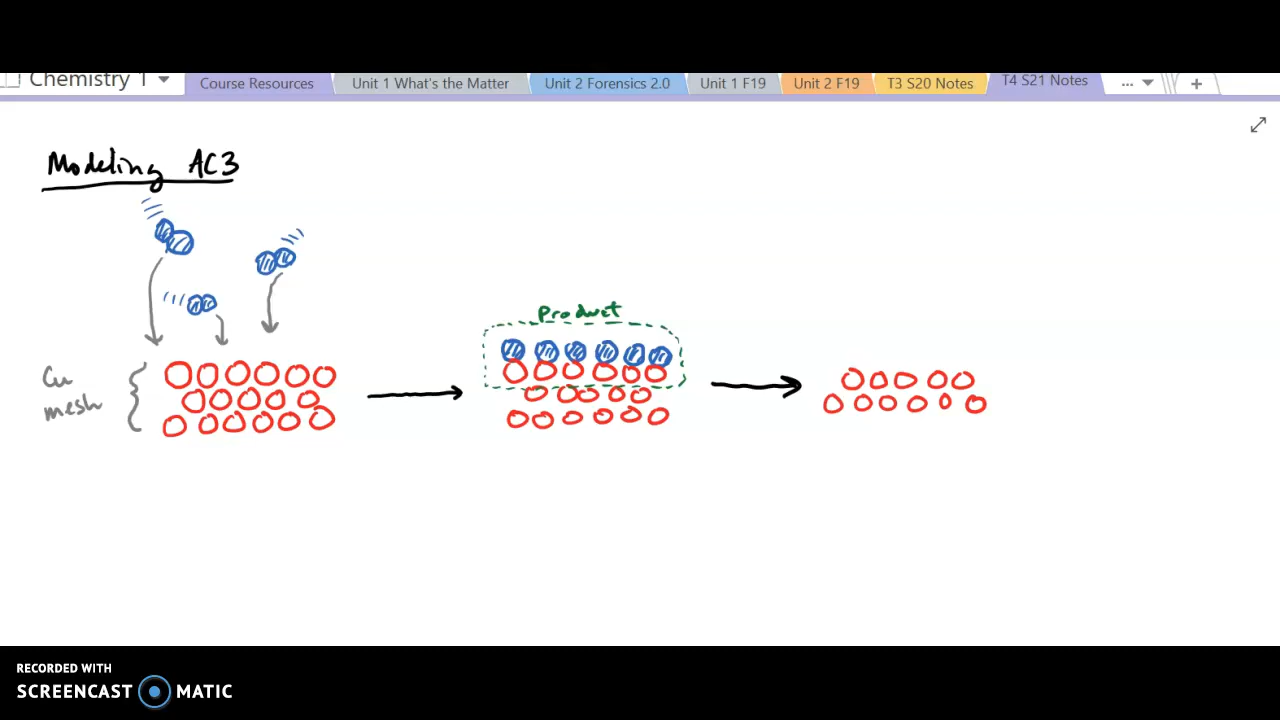 Chemistry 1
Course Resources
Unit 1 What's the Matter
Unit 2 Forensics 2.0
Unit 1 F19
Unit 2 F19
T3 S20 Notes
T4 S21 Notes
...
+
Modeling AC3
Product
Cu
mesh
RECORDED WITH
SCREENCAST MATIC